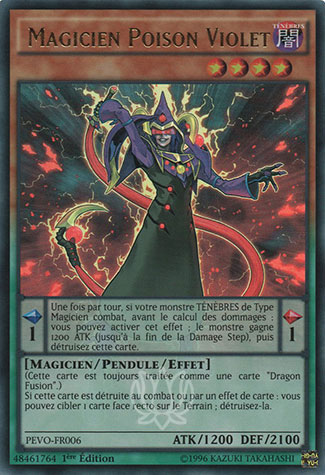 MAGICIEN POISON VIOLET
TÉNÈBRES
闇
Une fois par tour, si votre monstre TÉNÈBRES de Type
Magicien combat, avant le calcul des dommages :
vous pouvez activer cet effet ; le monstre gagne
1200 ATK (jusqu'à la fin de la Damage Step), puis
détruisez cette carte.
1 1
[MAGICIEN/PENDULE/EFFET]
(Cette carte est toujours traitée comme une carte "Dragon
Fusion".)
Si cette carte est détruite au combat ou par un effet de carte : vous
pouvez cibler 1 carte face recto sur le Terrain ; détruisez-la.
PEVO-FR006
ATK/1200 DEF/2100
48461764 1ère Edition
©1996 KAZUKI TAKAHASHI